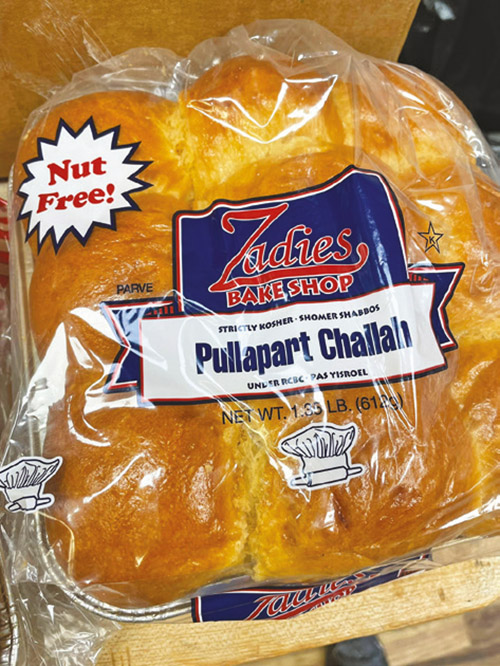 Nut
Free!
Zadies
BAKE SHOP
K
PARVE
STRICTLY KOSHER · SHOMER SHABBOS
Pullapart Challah
UNDER RCBC · PAS YISROEL
NET WT. 1.35 LB. (612g)
Zadies